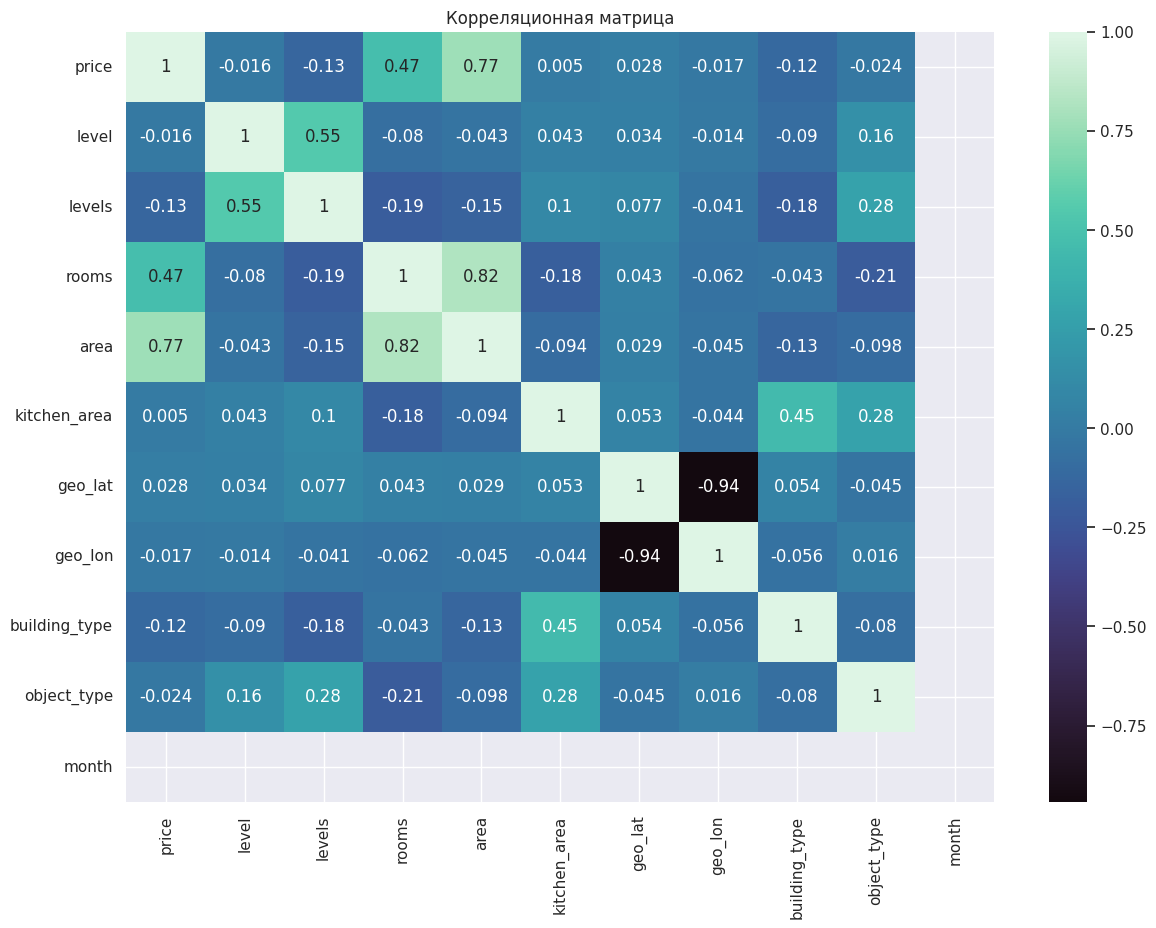 Корреляционная матрица
price 1 -0.016 -0.13 0.47 0.77 0.005 0.028 -0.017 -0.12 -0.024
level -0.016 1 0.55 -0.08 -0.043 0.043 0.034 -0.014 -0.09 0.16
levels -0.13 0.55 1 -0.19 -0.15 0.1 0.077 -0.041 -0.18 0.28
rooms 0.47 -0.08 -0.19 1 0.82 -0.18 0.043 -0.062 -0.043 -0.21
area 0.77 -0.043 -0.15 0.82 1 -0.094 0.029 -0.045 -0.13 -0.098
kitchen_area 0.005 0.043 0.1 -0.18 -0.094 1 0.053 -0.044 0.45 0.28
geo_lat 0.028 0.034 0.077 0.043 0.029 0.053 1 -0.94 0.054 -0.045
geo_lon -0.017 -0.014 -0.041 -0.062 -0.045 -0.044 -0.94 1 -0.056 0.016
building_type -0.12 -0.09 -0.18 -0.043 -0.13 0.45 0.054 -0.056 1 -0.08
object_type -0.024 0.16 0.28 -0.21 -0.098 0.28 -0.045 0.016 -0.08 1
month
price level levels rooms area kitchen_area geo_lat geo_lon building_type object_type month
1.00
0.75
0.50
0.25
0.00
−0.25
−0.50
−0.75